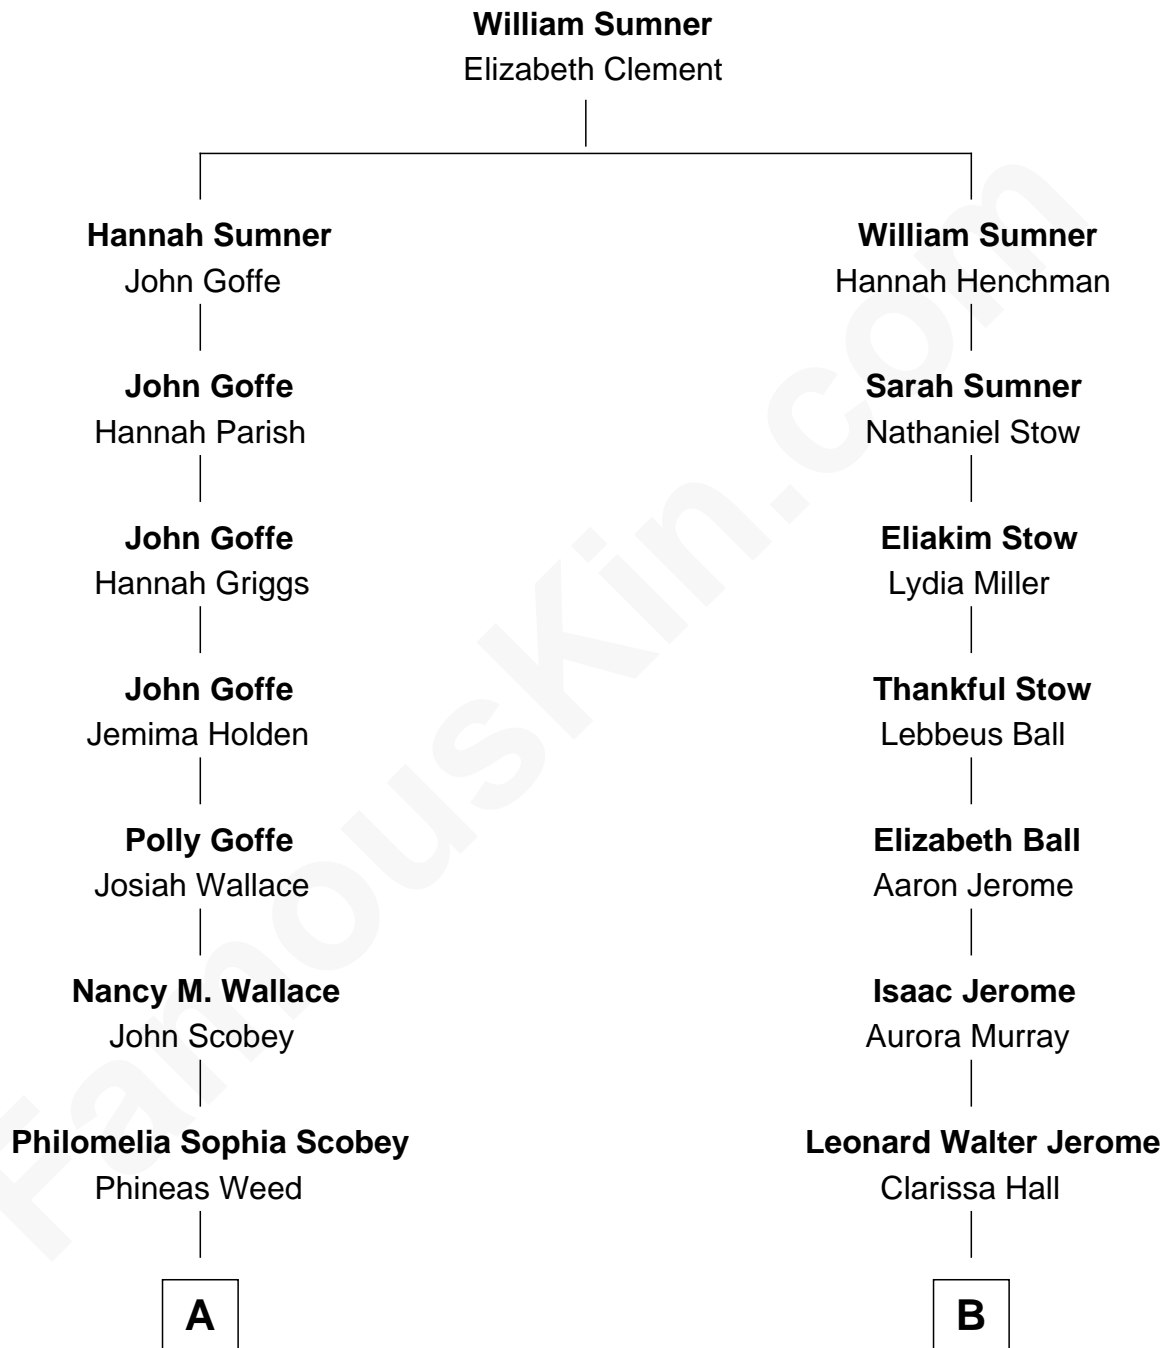 William Sumner
Elizabeth Clement
Hannah Sumner
John Goffe
William Sumner
Hannah Henchman
John Goffe
Hannah Parish
Sarah Sumner
Nathaniel Stow
John Goffe
Hannah Griggs
Eliakim Stow
Lydia Miller
John Goffe
Jemima Holden
Thankful Stow
Lebbeus Ball
Polly Goffe
Josiah Wallace
Elizabeth Ball
Aaron Jerome
Nancy M. Wallace
John Scobey
Isaac Jerome
Aurora Murray
Philomelia Sophia Scobey
Phineas Weed
Leonard Walter Jerome
Clarissa Hall
A
B
FamousKin.com